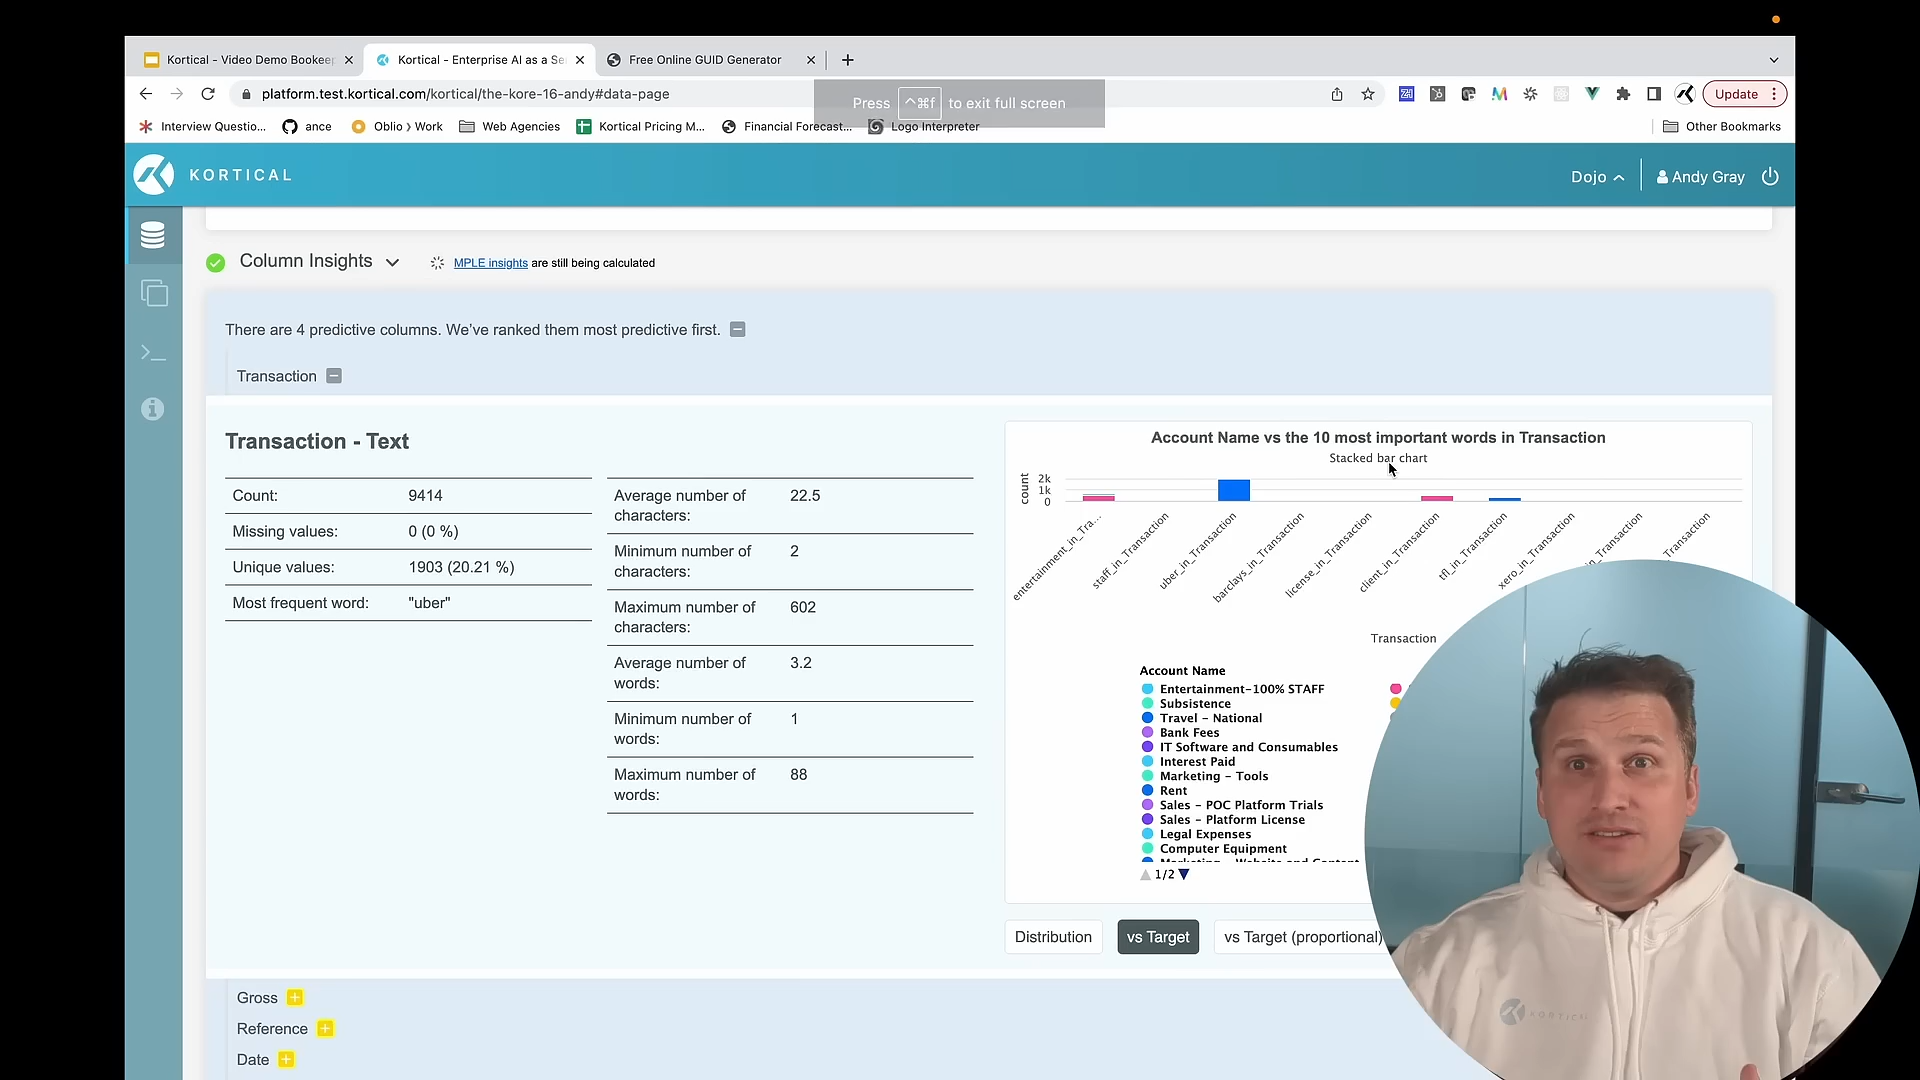 Kortical - Video Demo Bookeep
Kortical - Enterprise AI as a Se
Free Online GUID Generator
platform.test.kortical.com/kortical/the-kore-16-andy#data-page
Press ^⌘f to exit full screen
Update
Interview Questio...
ance
Oblio › Work
Web Agencies
Kortical Pricing M...
Financial Forecast...
Logo Interpreter
Other Bookmarks
KORTICAL
Dojo
Andy Gray
Column Insights
MPLE insights are still being calculated
There are 4 predictive columns. We've ranked them most predictive first.
Transaction
Transaction - Text
Count: 9414
Missing values: 0 (0 %)
Unique values: 1903 (20.21 %)
Most frequent word: "uber"
Average number of
characters: 22.5
Minimum number of
characters: 2
Maximum number of
characters: 602
Average number of
words: 3.2
Minimum number of
words: 1
Maximum number of
words: 88
Account Name vs the 10 most important words in Transaction
Stacked bar chart
count
2k
1k
0
entertainment_in_Tra...
staff_in_Transaction
uber_in_Transaction
barclays_in_Transaction
license_in_Transaction
client_in_Transaction
tfl_in_Transaction
xero_in_Transaction
in_Transaction
Transaction
Transaction
Account Name
Entertainment-100% STAFF
Subsistence
Travel - National
Bank Fees
IT Software and Consumables
Interest Paid
Marketing - Tools
Rent
Sales - POC Platform Trials
Sales - Platform License
Legal Expenses
Computer Equipment
Marketing - Website and Content
1/2
Distribution
vs Target
vs Target (proportional)
Gross
Reference
Date
KORTICAL